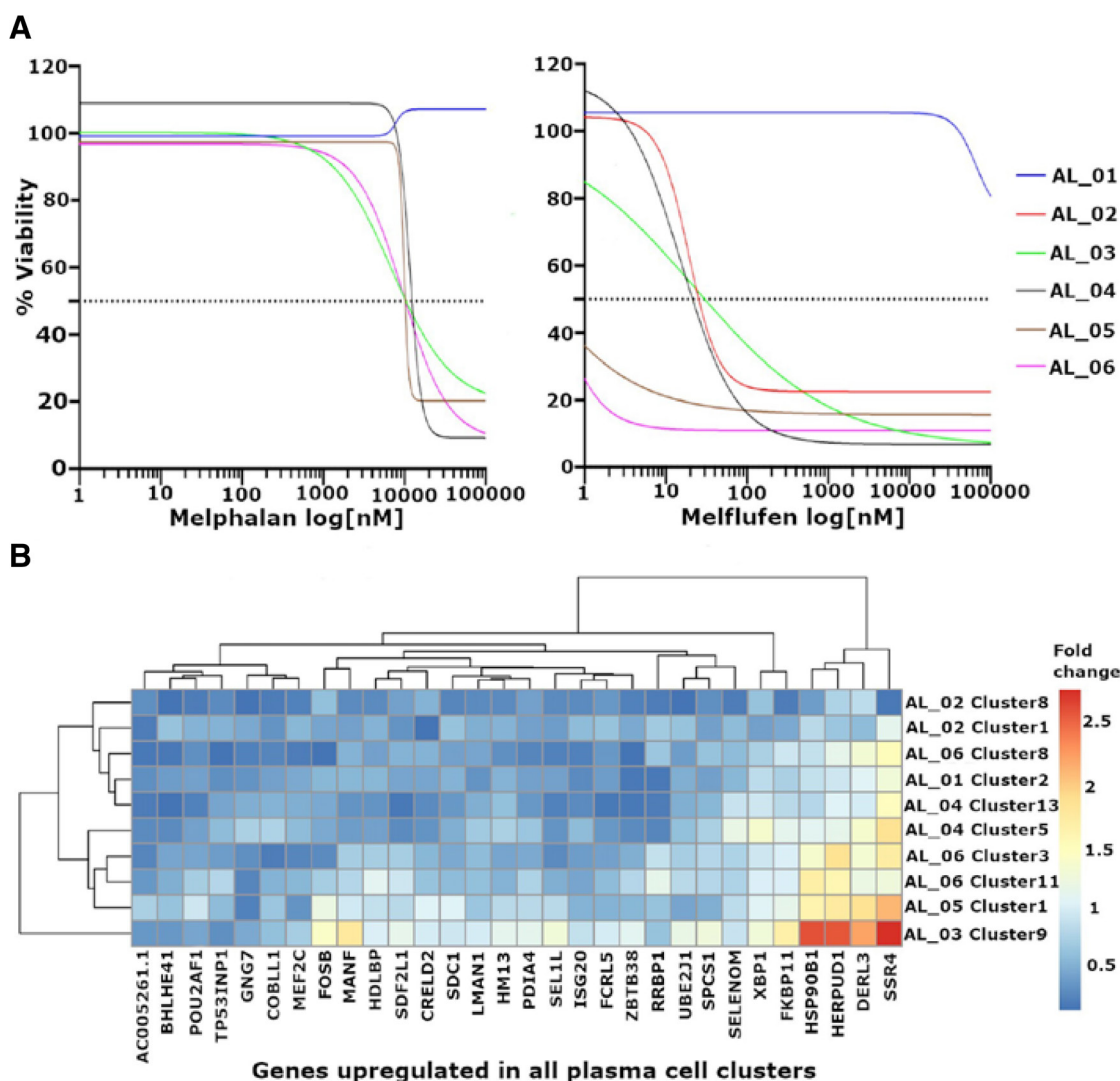 A
120
100
80
60
40
20
0
% Viability
1
10
100
1000
10000
100000
Melphalan log[nM]
120
100
80
60
40
20
0
1
10
100
1000
10000
100000
Melflufen log[nM]
AL_01
AL_02
AL_03
AL_04
AL_05
AL_06
B
Fold
change
2.5
2
1.5
1
0.5
AL_02 Cluster8
AL_02 Cluster1
AL_06 Cluster8
AL_01 Cluster2
AL_04 Cluster13
AL_04 Cluster5
AL_06 Cluster3
AL_06 Cluster11
AL_05 Cluster1
AL_03 Cluster9
AC005261.1
BHLHE41
POU2AF1
TP53INP1
GNG7
COBLL1
MEF2C
FOSB
MANF
HDLBP
SDF2L1
CRELD2
SDC1
LMAN1
HM13
PDIA4
SEL1L
ISG20
FCRL5
ZBTB38
RRBP1
UBE2J1
SPCS1
SELENOM
XBP1
FKBP11
HSP90B1
HERPUD1
DERL3
SSR4
Genes upregulated in all plasma cell clusters